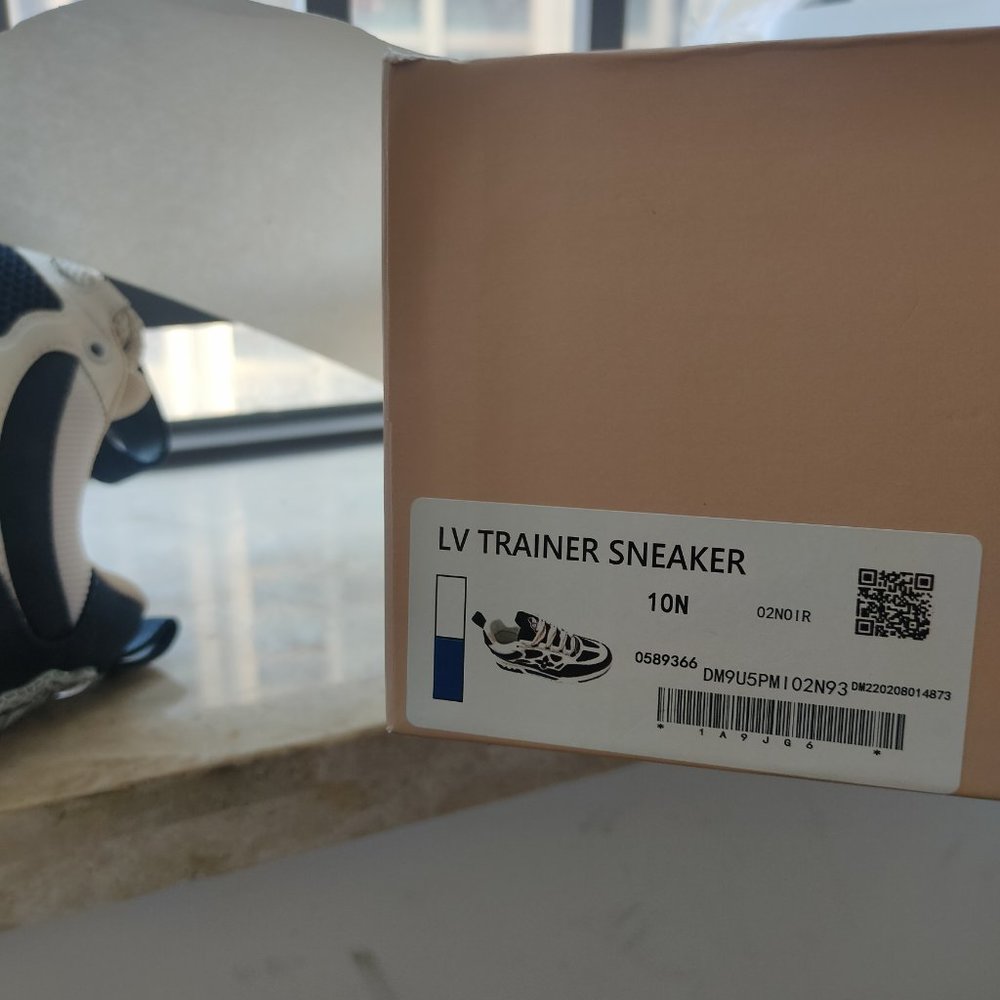 LV TRAINER SNEAKER
10N
02NOIR
0589366
DM9U5PMI02N93
DM220208014873
* 1A9JG6 *